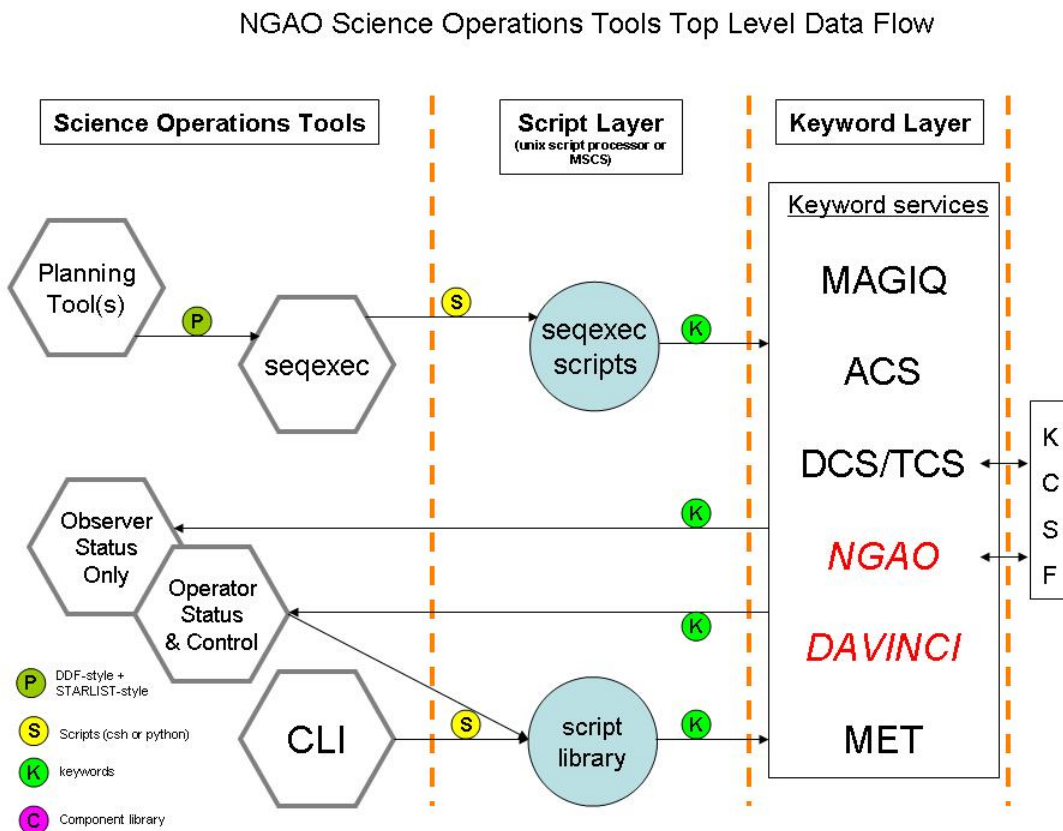 NGAO Science Operations Tools Top Level Data Flow
Science Operations Tools
Script Layer
(unix script processor or
MSCS)
Keyword Layer
Planning
Tool(s)
P
seqexec
S
seqexec
scripts
K
Keyword services
MAGIQ
ACS
DCS/TCS
NGAO
DAVINCI
MET
K
C
S
F
Observer
Status
Only
K
Operator
Status
& Control
K
CLI
S
script
library
K
P DDF-style +
STARLIST-style
S Scripts (csh or python)
K keywords
C Component library